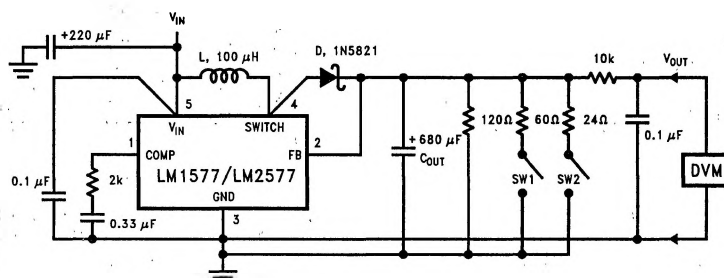 VIN
+220 μF
L, 100 μH
D, 1N5821
10k
VOUT
5
4
VIN
SWITCH
120Ω
60Ω
24Ω
1
COMP
FB
2
+680 μF
COUT
0.1 μF
DVM
LM1577/LM2577
0.1 μF
2k
GND
SW1
SW2
0.33 μF
3